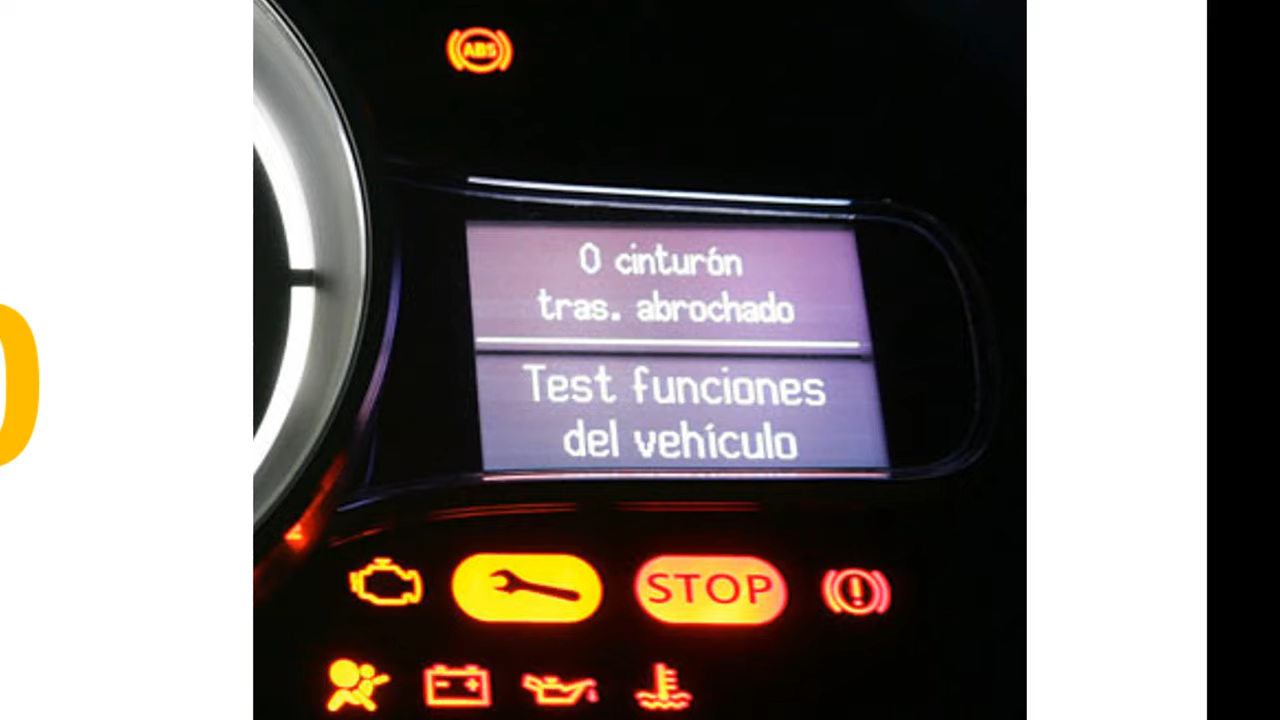 ABS
0 cinturón
tras. abrochado
Test funciones
del vehículo
STOP